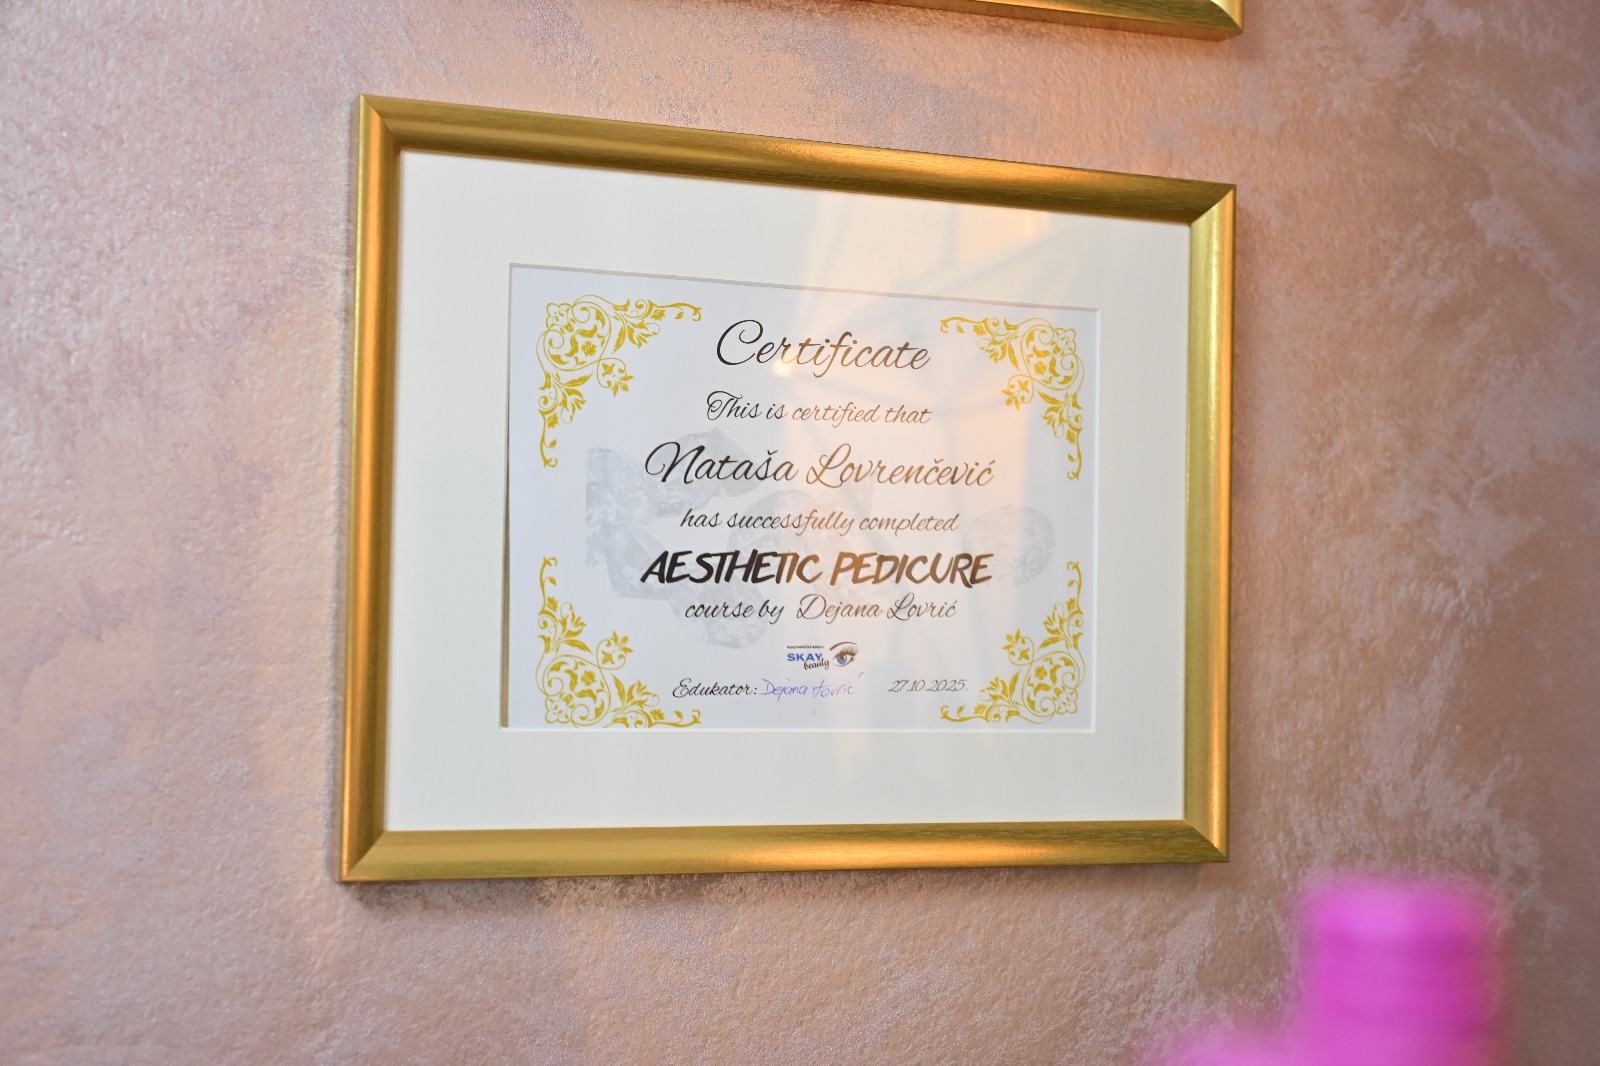 Certificate
This is certified that
Nataša Lovrenčević
has successfully completed
AESTHETIC PEDICURE
course by Dejana Lovrić
SKAY
beauty
Edukator: Dejana Lovrić 27.10.2025.